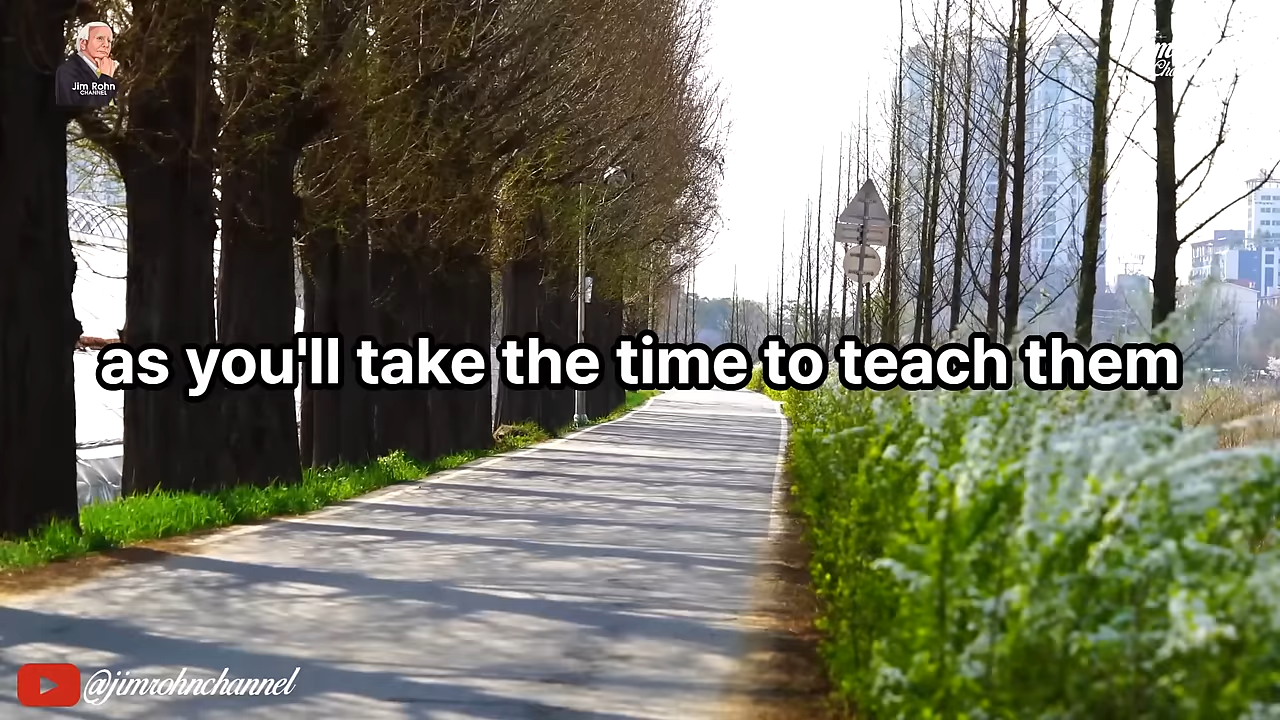 Jim Rohn
CHANNEL
as you'll take the time to teach them
@jimrohnchannel